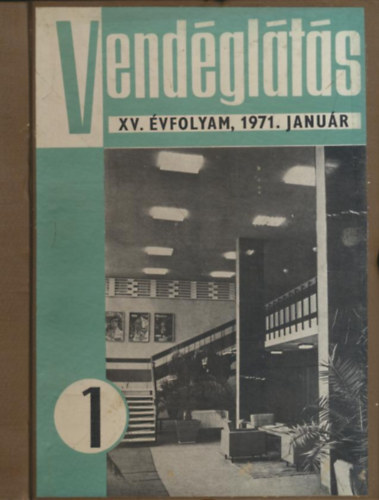 Vendéglátás
XV. ÉVFOLYAM, 1971. JANUÁR
1